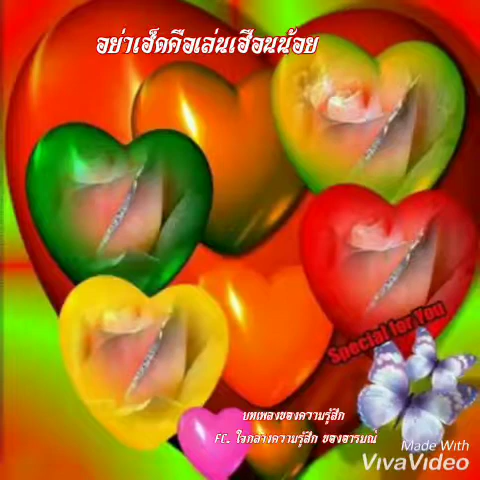 อย่าเฮ็ดคือเล่นเฮือนน้อย
Special for You
บทเพลงของความรู้สึก
Ff. ใจกลางความรู้สึก ของอารมณ์
Made With
VivaVideo